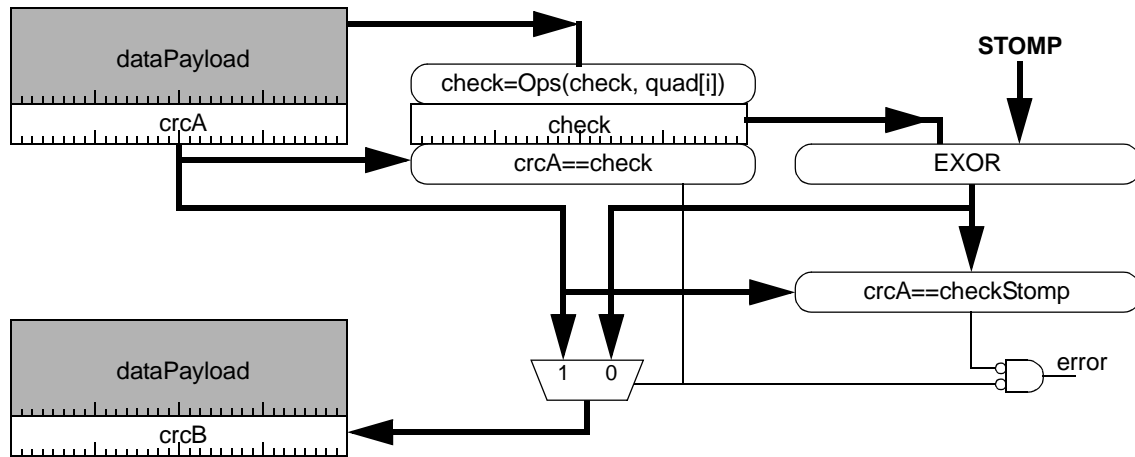 dataPayload
STOMP
check=Ops(check, quad[i])
crcA
check
crcA==check
EXOR
crcA==checkStomp
dataPayload
1 0
error
crcB